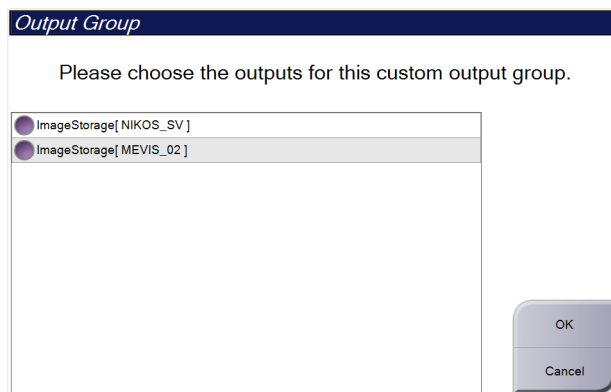 Output Group
Please choose the outputs for this custom output group.
ImageStorage[ NIKOS_SV ]
ImageStorage[ MEVIS_02 ]
OK
Cancel